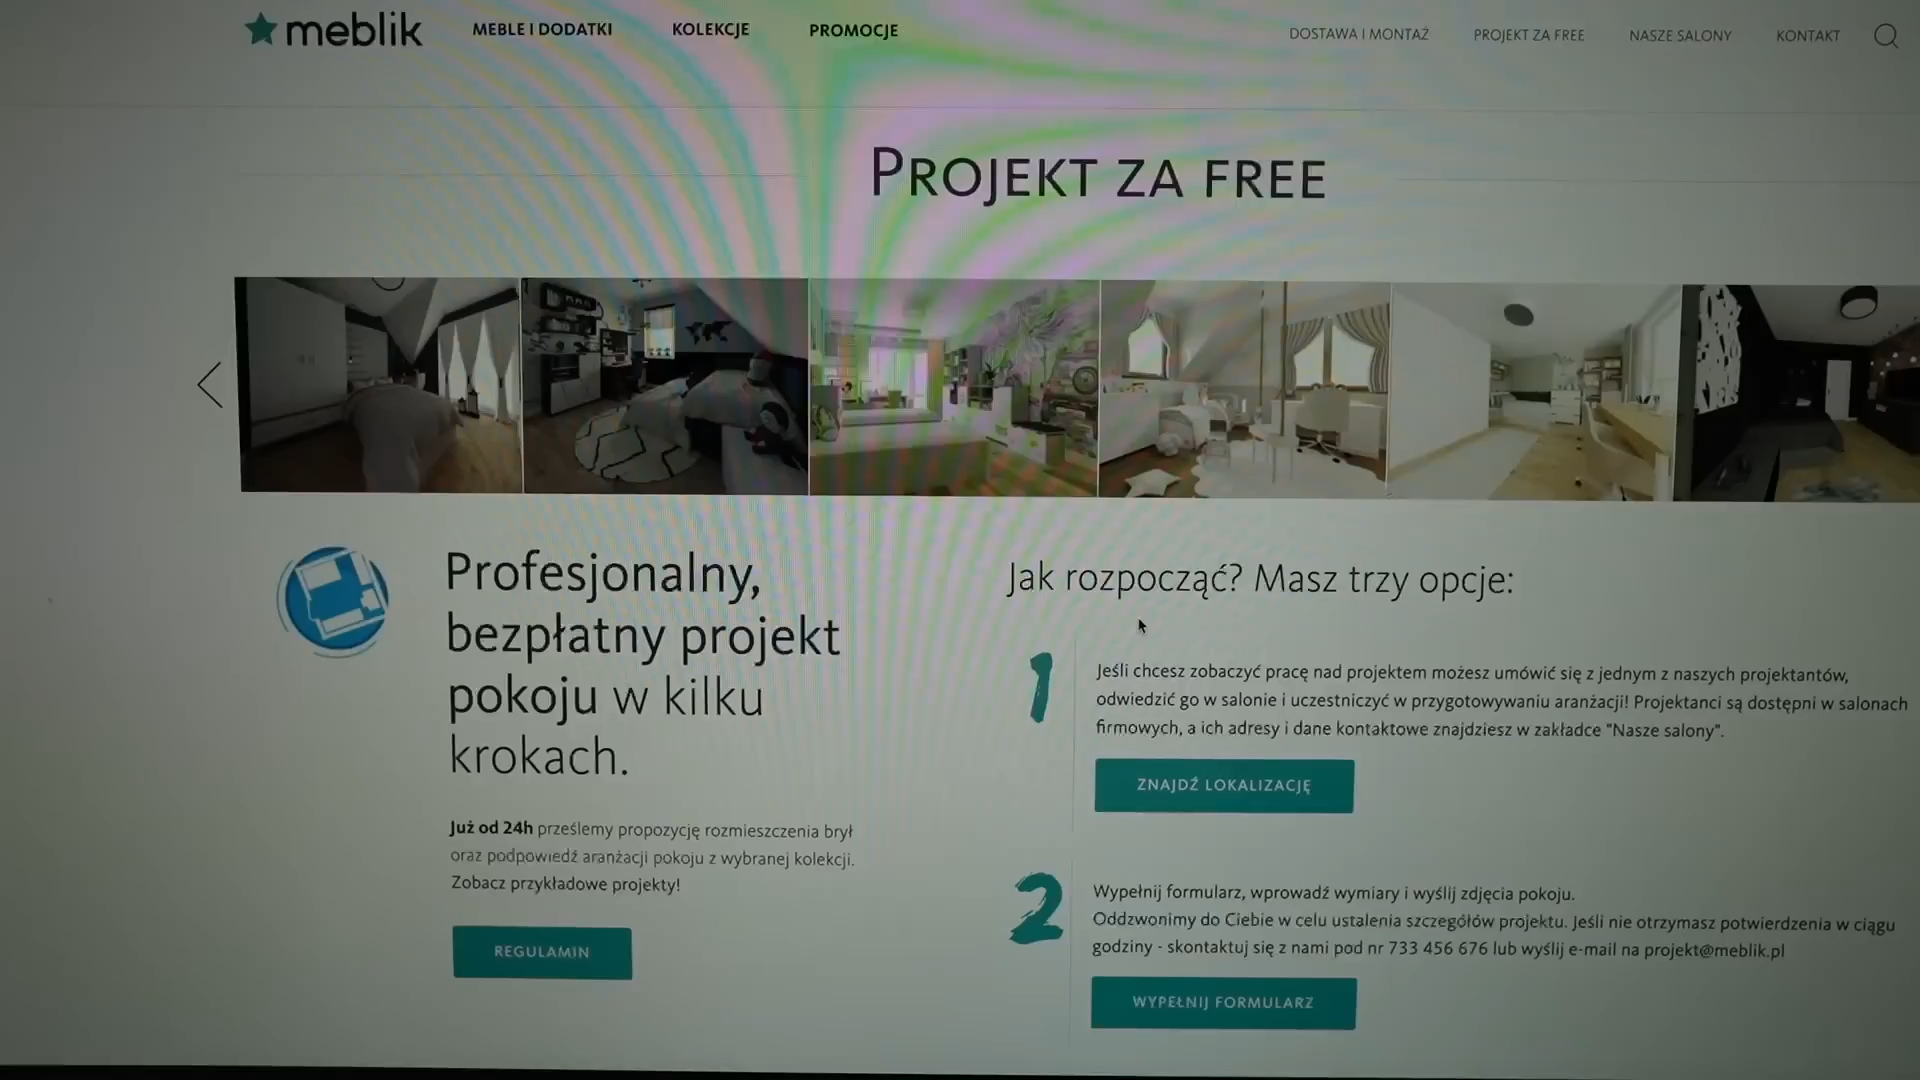 meblik
MEBLE I DODATKI
KOLEKCJE
PROMOCJE
DOSTAWA I MONTAŻ
PROJEKT ZA FREE
NASZE SALONY
KONTAKT
PROJEKT ZA FREE
Profesjonalny,
bezpłatny projekt
pokoju w kilku
krokach.
Już od 24h prześlemy propozycję rozmieszczenia brył
oraz podpowiedź aranżacji pokoju z wybranej kolekcji.
Zobacz przykładowe projekty!
REGULAMIN
Jak rozpocząć? Masz trzy opcje:
1
Jeśli chcesz zobaczyć pracę nad projektem możesz umówić się z jednym z naszych projektantów,
odwiedzić go w salonie i uczestniczyć w przygotowywaniu aranżacji! Projektanci są dostępni w salonach
firmowych, a ich adresy i dane kontaktowe znajdziesz w zakładce "Nasze salony".
ZNAJDŹ LOKALIZACJĘ
2
Wypełnij formularz, wprowadź wymiary i wyślij zdjęcia pokoju.
Oddzwonimy do Ciebie w celu ustalenia szczegółów projektu. Jeśli nie otrzymasz potwierdzenia w ciągu
godziny - skontaktuj się z nami pod nr 733 456 676 lub wyślij e-mail na projekt@meblik.pl
WYPEŁNIJ FORMULARZ